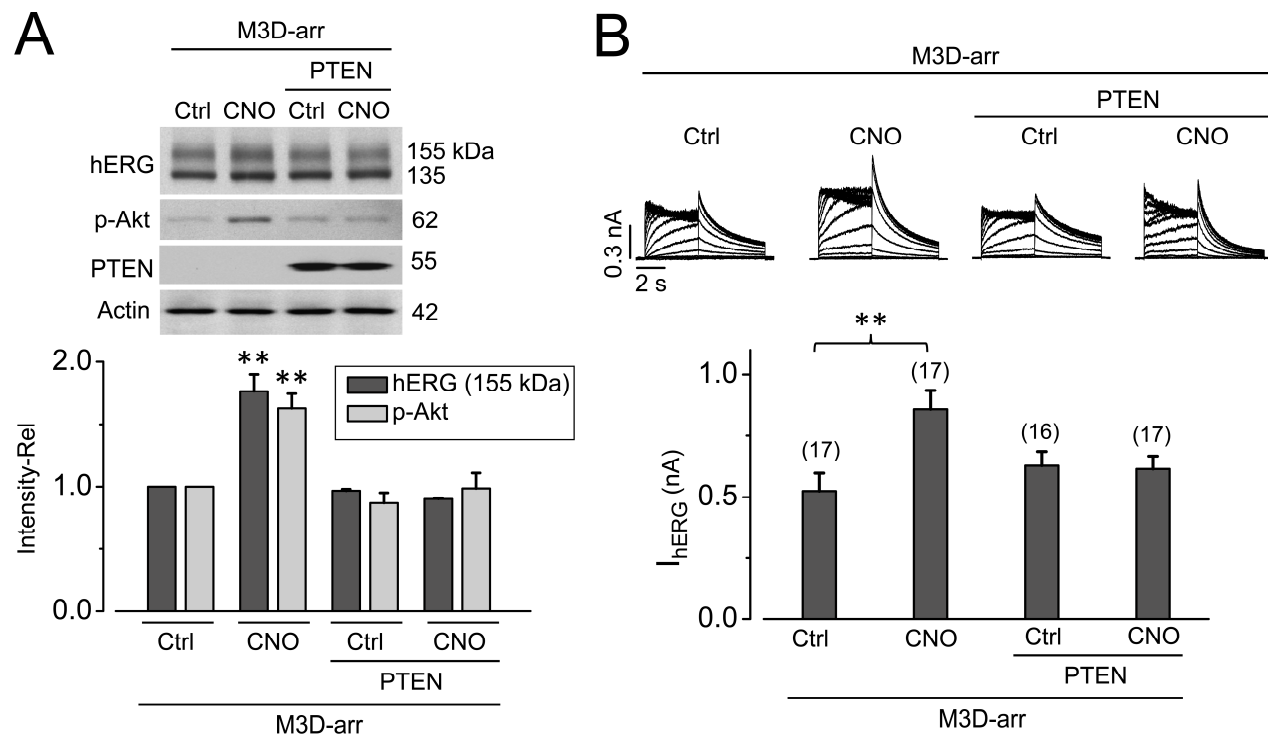 A
M3D-arr
PTEN
Ctrl CNO Ctrl CNO
hERG 155 kDa
135
p-Akt 62
PTEN 55
Actin 42
2.0
1.0
0.0
Intensity-Rel
** **
hERG (155 kDa)
p-Akt
Ctrl CNO Ctrl CNO
PTEN
M3D-arr
B
M3D-arr
PTEN
Ctrl CNO Ctrl CNO
0.3 nA
2 s
**
1.0
0.5
0.0
IhERG (nA)
(17) (17) (16) (17)
Ctrl CNO Ctrl CNO
PTEN
M3D-arr